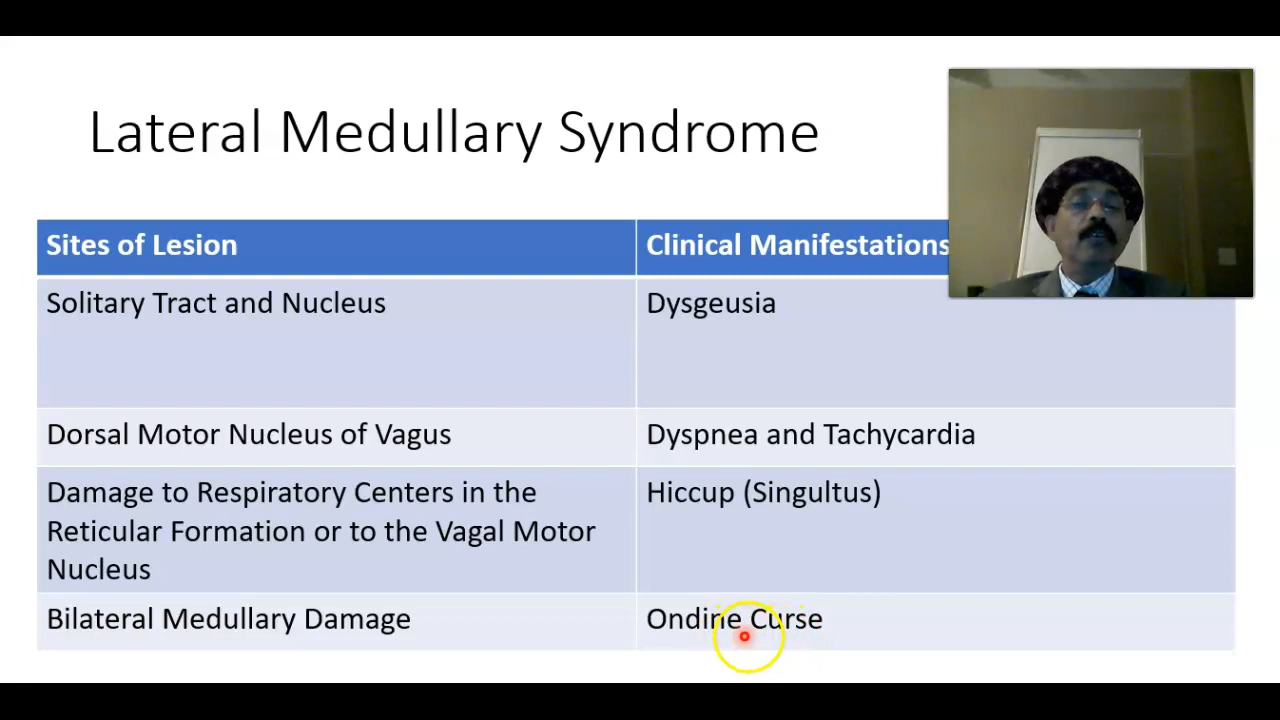 Lateral Medullary Syndrome
Sites of Lesion
Clinical Manifestations
Solitary Tract and Nucleus
Dysgeusia
Dorsal Motor Nucleus of Vagus
Dyspnea and Tachycardia
Damage to Respiratory Centers in the
Reticular Formation or to the Vagal Motor
Nucleus
Hiccup (Singultus)
Bilateral Medullary Damage
Ondine Curse